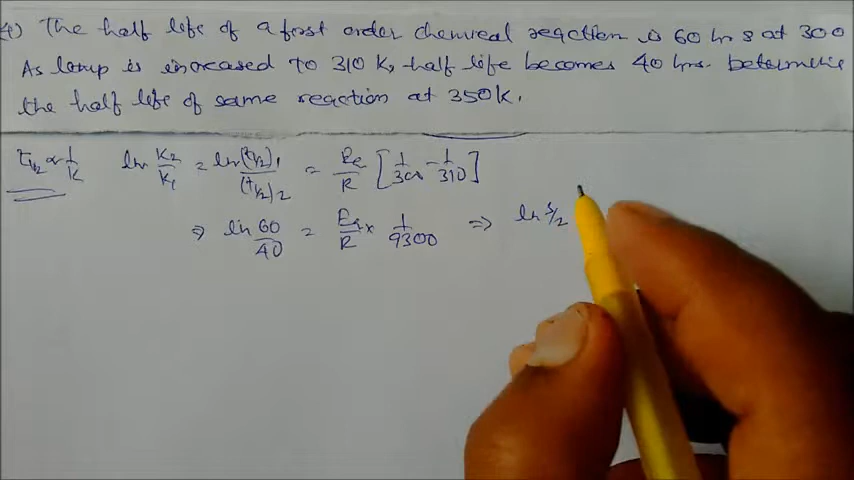 4) The half life of a first order chemical reaction is 60 hrs at 300
As temp is increased to 310 K, half life becomes 40 hrs. Determine
the half life of same reaction at 350K.
t½ ∝ 1/K ln K₂/K₁ = ln (t½)₁/(t½)₂ = Ea/R [1/300 - 1/310]
⇒ ln 60/40 = Ea/R × 1/9300 ⇒ ln 3/2